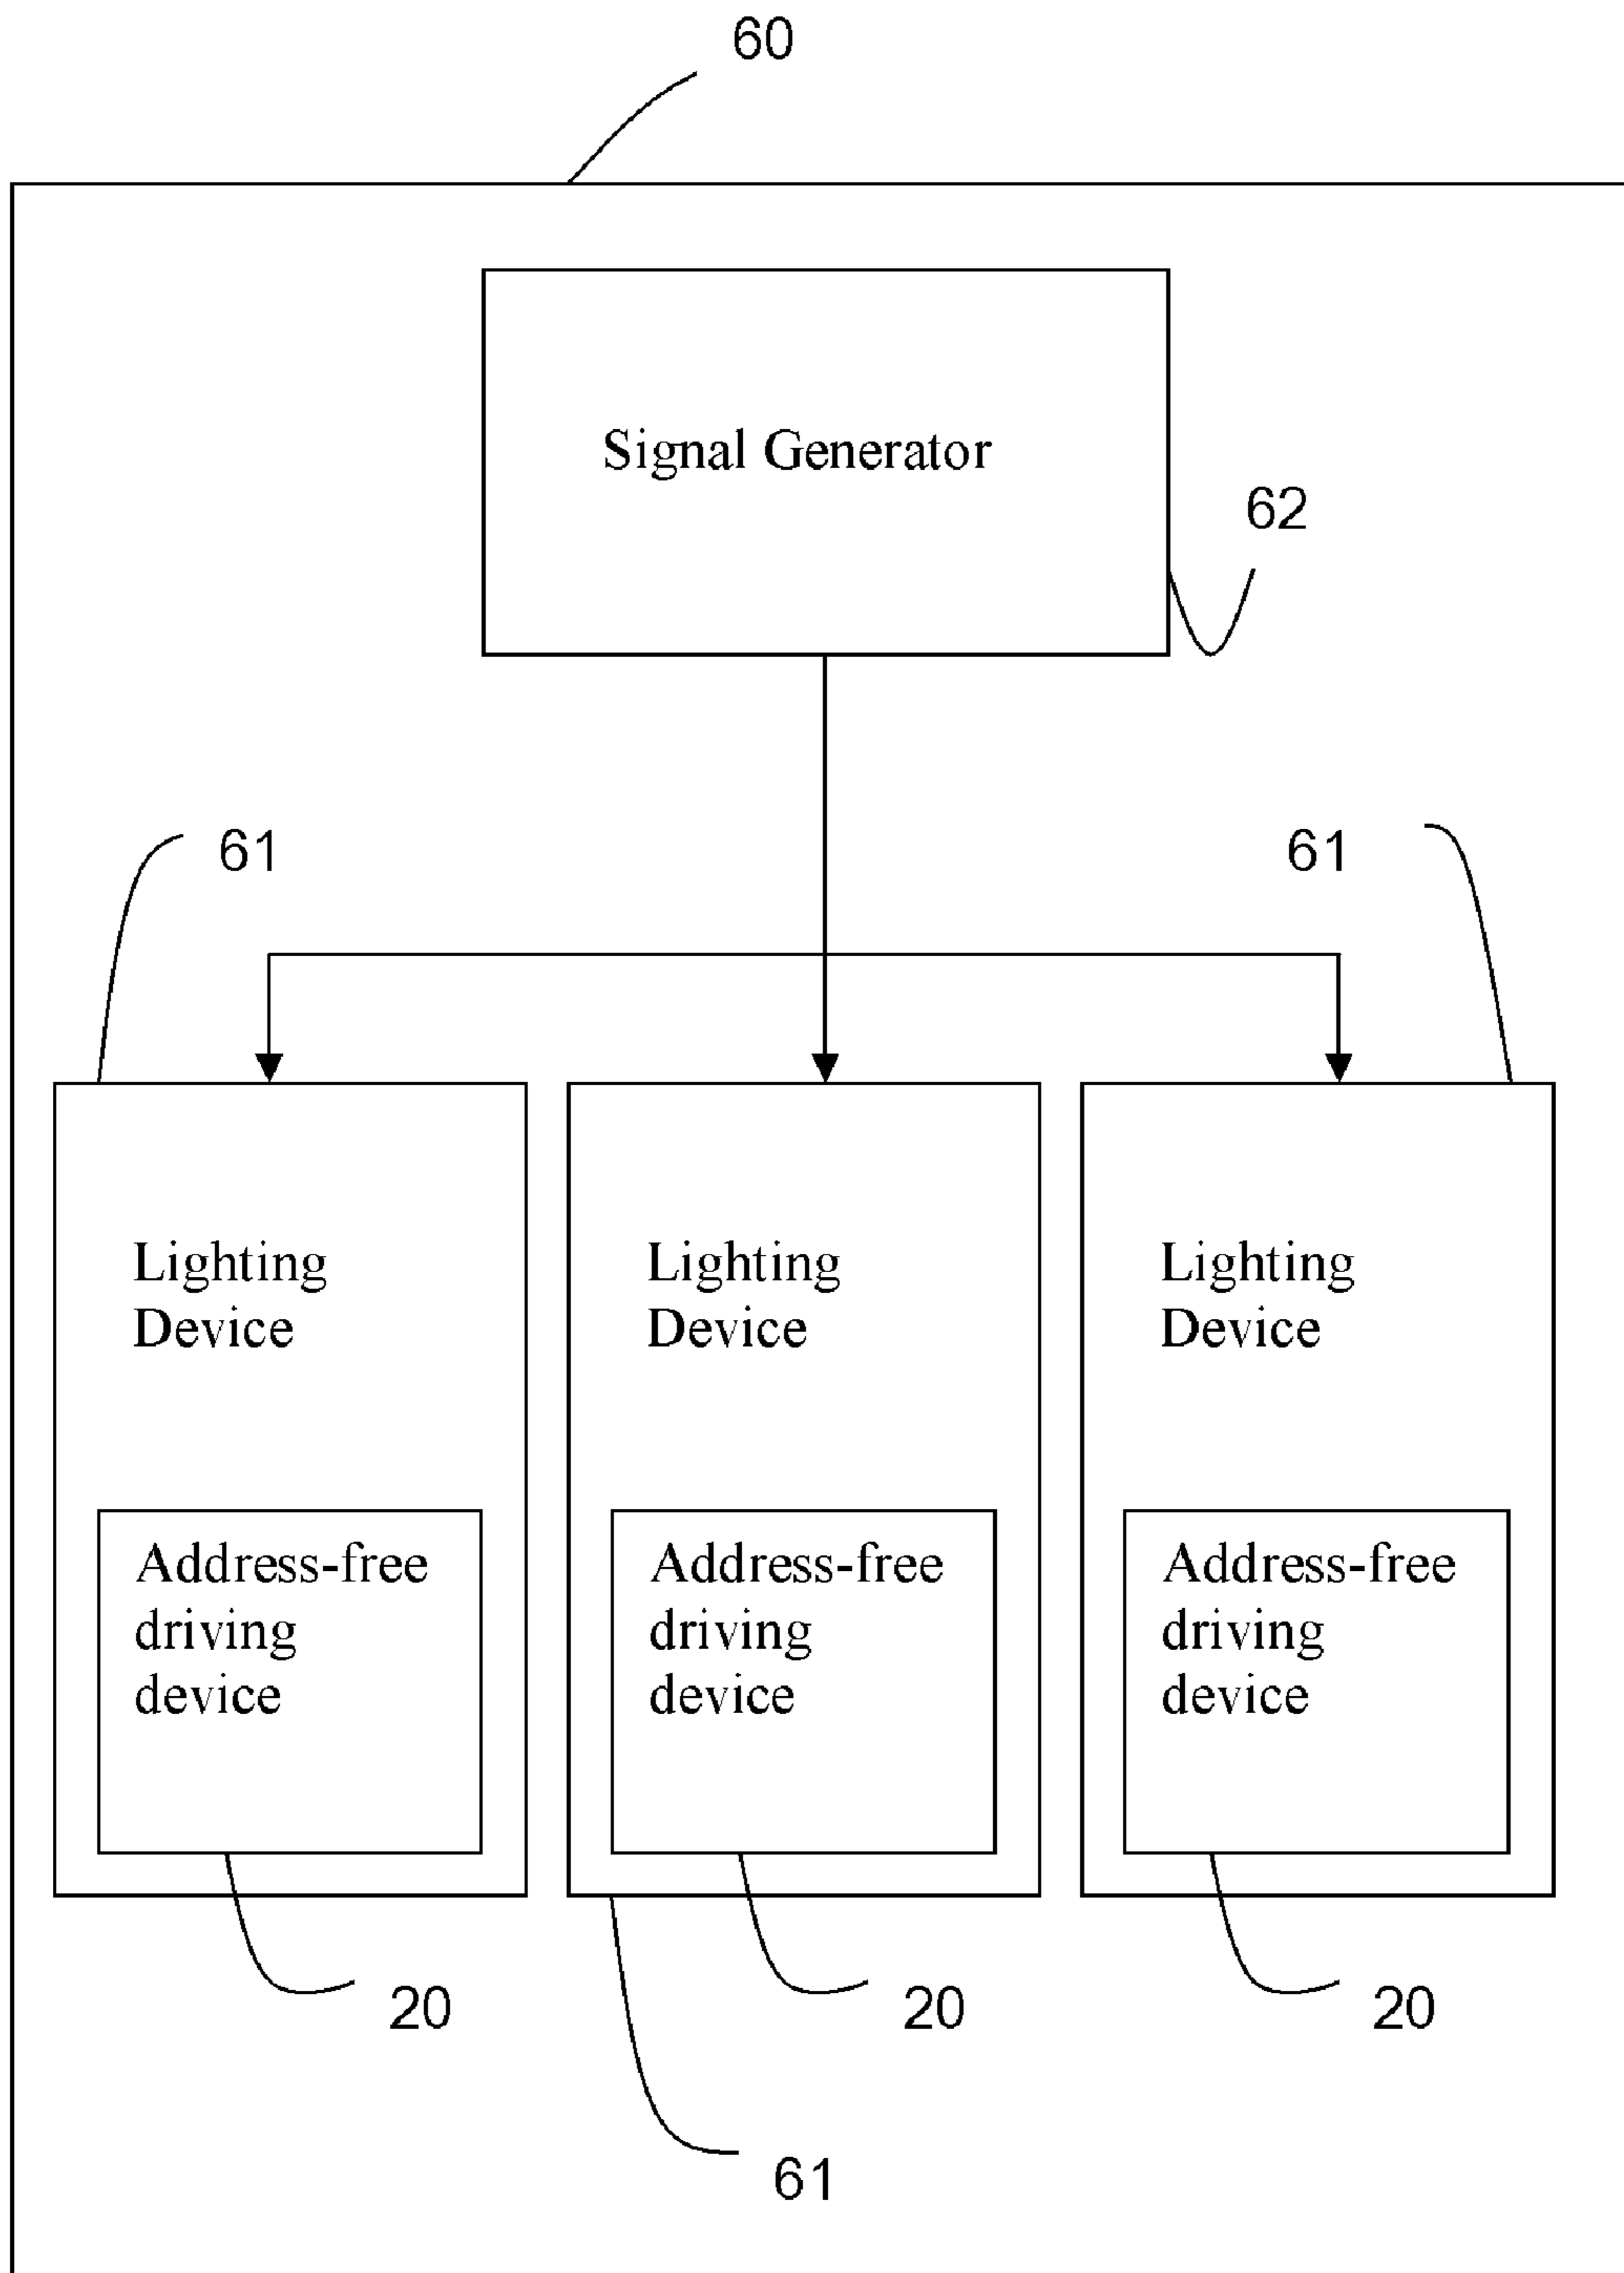 60
Signal Generator
62
61
61
Lighting
Device
Lighting
Device
Lighting
Device
Address-free
driving
device
Address-free
driving
device
Address-free
driving
device
20
20
20
61